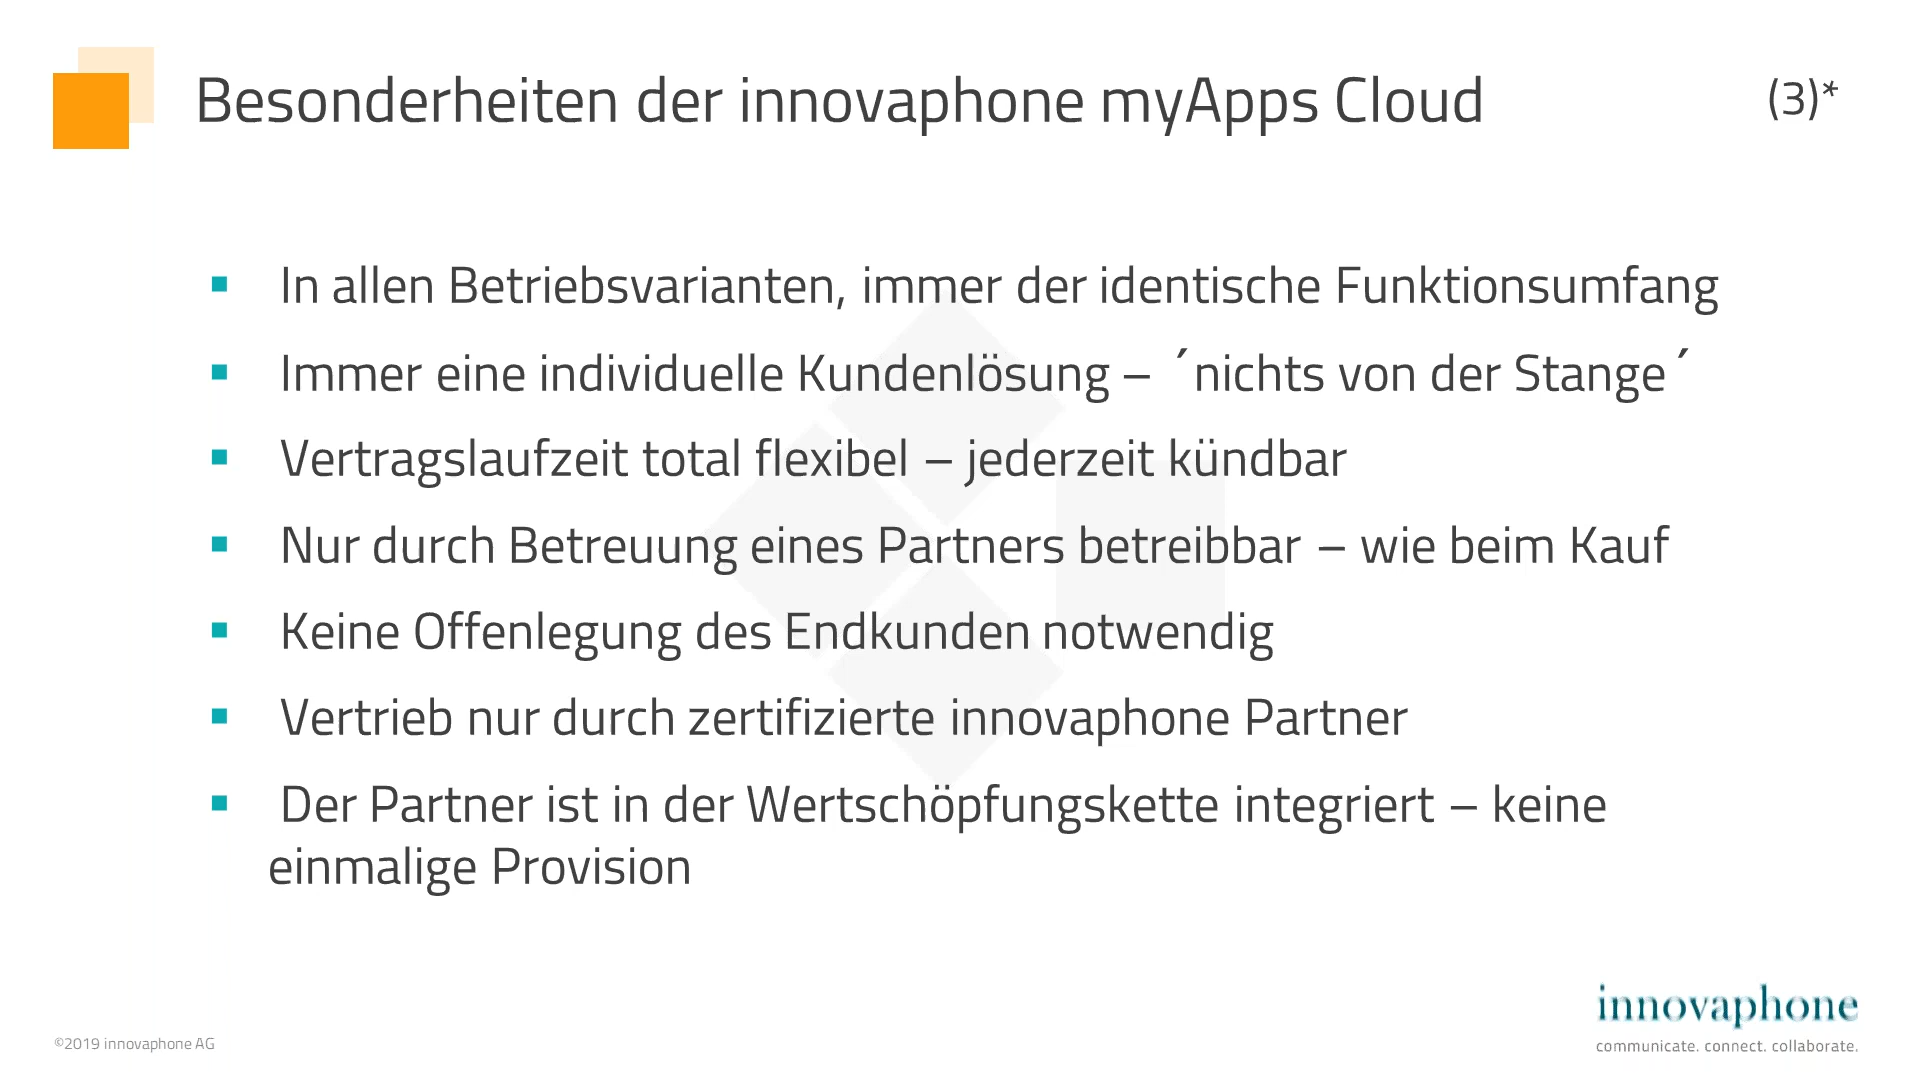 Besonderheiten der innovaphone myApps Cloud (3)*
In allen Betriebsvarianten, immer der identische Funktionsumfang
Immer eine individuelle Kundenlösung – ´nichts von der Stange´
Vertragslaufzeit total flexibel – jederzeit kündbar
Nur durch Betreuung eines Partners betreibbar – wie beim Kauf
Keine Offenlegung des Endkunden notwendig
Vertrieb nur durch zertifizierte innovaphone Partner
Der Partner ist in der Wertschöpfungskette integriert – keine
einmalige Provision
innovaphone
communicate. connect. collaborate.
©2019 innovaphone AG